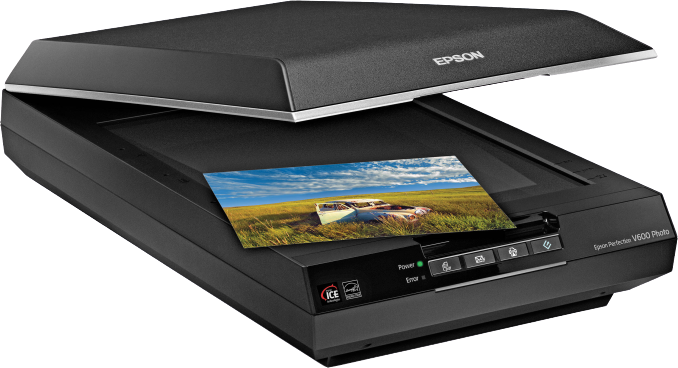 EPSON
Epson Perfection V600 Photo
Power
Error
ICE